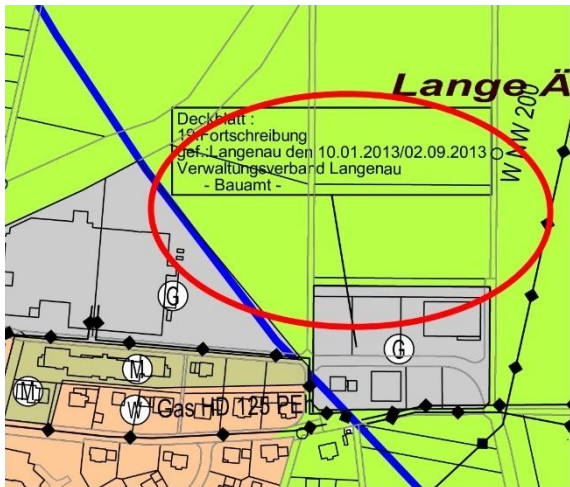 Lange Ä
Deckblatt :
19.Fortschreibung
gef.:Langenau den 10.01.2013/02.09.2013
Verwaltungsverband Langenau
- Bauamt -
W NW 200
G
G
M
M
W
Gas HD 125 PE